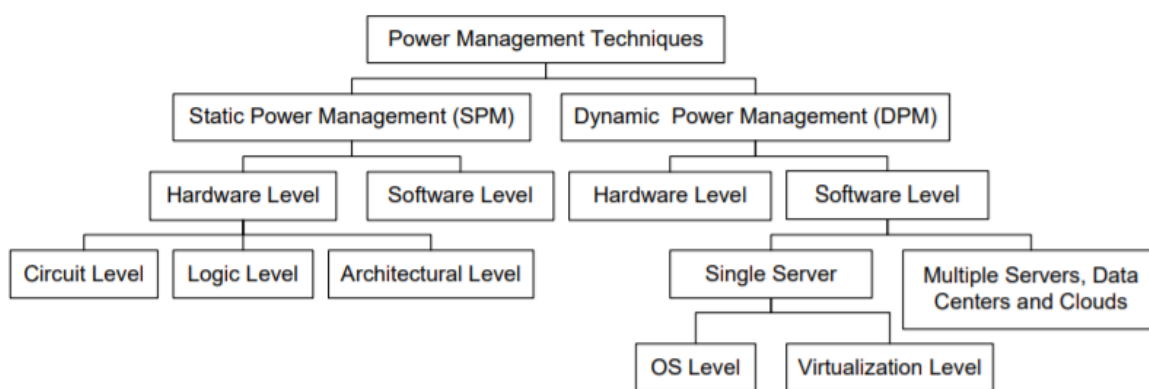 Power Management Techniques
Static Power Management (SPM)
Dynamic Power Management (DPM)
Hardware Level
Software Level
Hardware Level
Software Level
Circuit Level
Logic Level
Architectural Level
Single Server
Multiple Servers, Data
Centers and Clouds
OS Level
Virtualization Level